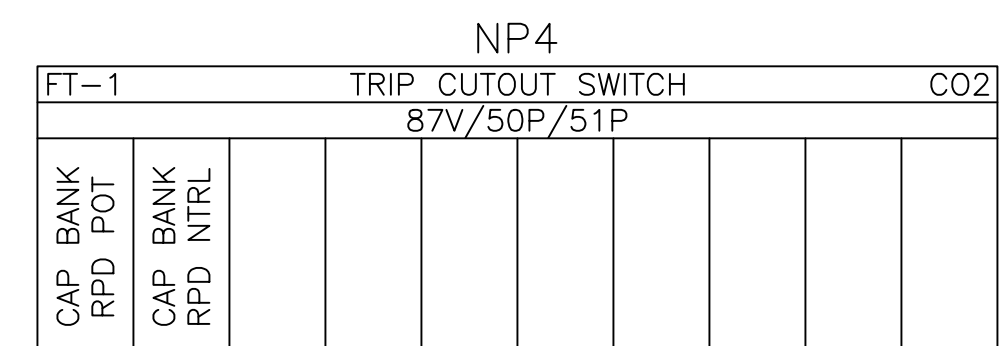 NP4
FT-1 TRIP CUTOUT SWITCH CO2
87V/50P/51P
CAP BANK
RPD POT
CAP BANK
RPD NTRL